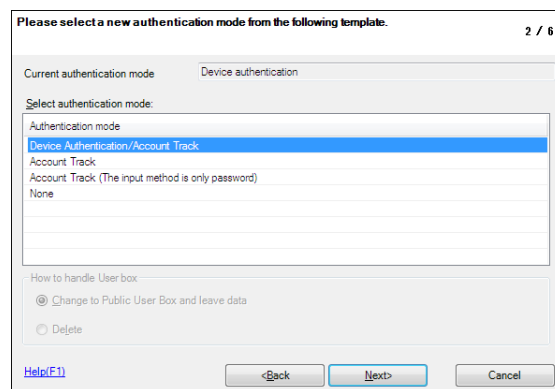 Please select a new authentication mode from the following template.
2 / 6
Current authentication mode
Device authentication
Select authentication mode:
Authentication mode
Device Authentication/Account Track
Account Track
Account Track (The input method is only password)
None
How to handle User box
Change to Public User Box and leave data
Delete
Help(F1)
<Back
Next>
Cancel